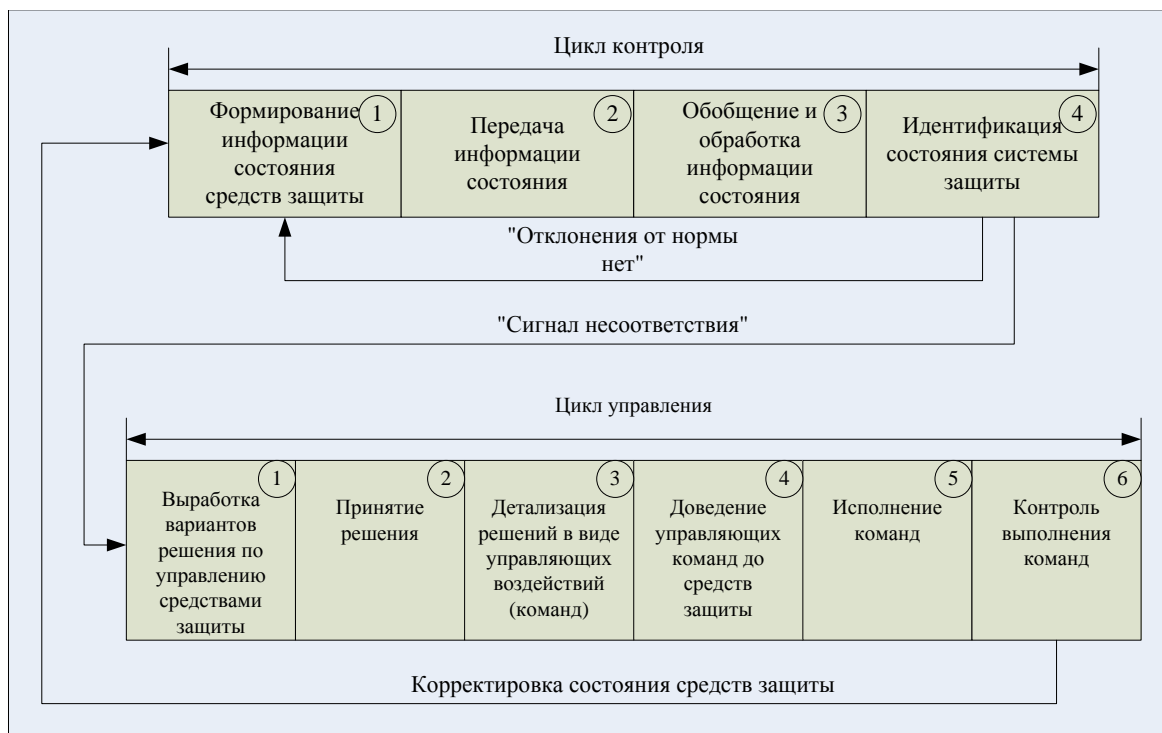 Цикл контроля
1
Формирование
информации
состояния
средств защиты
2
Передача
информации
состояния
3
Обобщение и
обработка
информации
состояния
4
Идентификация
состояния системы
защиты
"Отклонения от нормы
нет"
"Сигнал несоответствия"
Цикл управления
1
Выработка
вариантов
решения по
управлению
средствами
защиты
2
Принятие
решения
3
Детализация
решений в виде
управляющих
воздействий
(команд)
4
Доведение
управляющих
команд до
средств
защиты
5
Исполнение
команд
6
Контроль
выполнения
команд
Корректировка состояния средств защиты